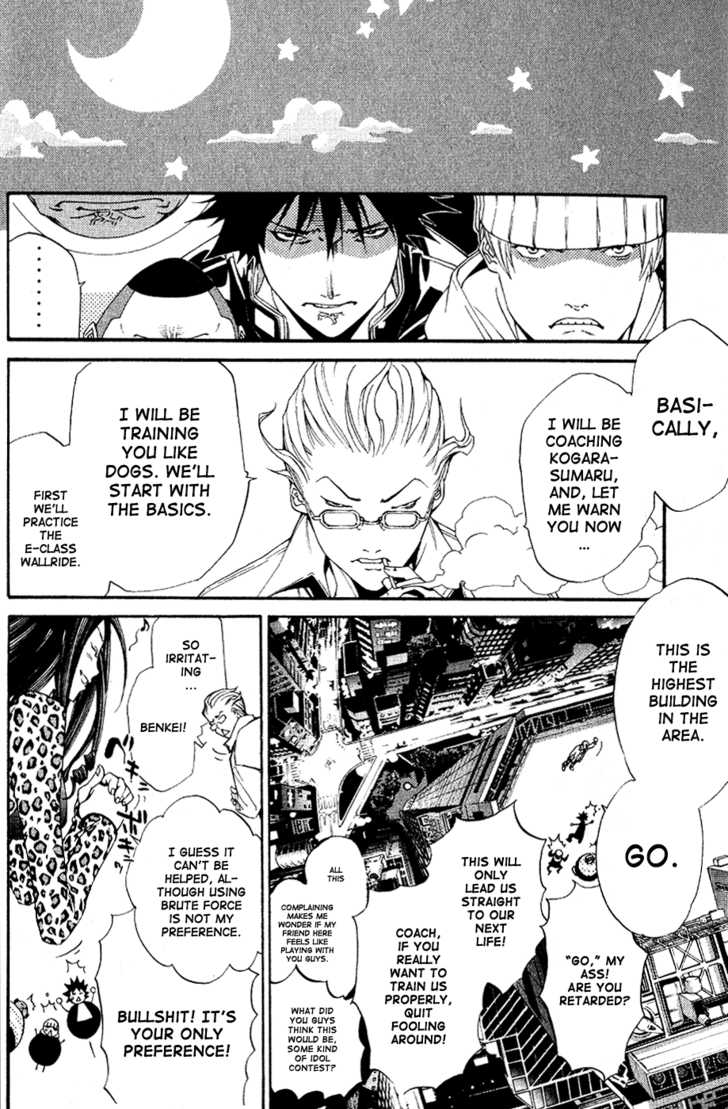 BASI-
CALLY,
I WILL BE
COACHING
KOGARA-
SUMARU,
AND, LET
ME WARN
YOU NOW
...
I WILL BE
TRAINING
YOU LIKE
DOGS. WE'LL
START WITH
THE BASICS.
FIRST
WE'LL
PRACTICE
THE
E-CLASS
WALLRIDE.
THIS IS
THE
HIGHEST
BUILDING
IN THE
AREA.
GO.
"GO," MY
ASS!
ARE YOU
RETARDED?
THIS WILL
ONLY
LEAD US
STRAIGHT
TO OUR
NEXT
LIFE!
COACH,
IF YOU
REALLY
WANT TO
TRAIN US
PROPERLY,
QUIT
FOOLING
AROUND!
ALL
THIS
COMPLAINING
MAKES ME
WONDER IF MY
FRIEND HERE
FEELS LIKE
PLAYING WITH
YOU GUYS.
WHAT DID
YOU GUYS
THINK THIS
WOULD BE,
SOME KIND
OF IDOL
CONTEST?
SO
IRRITAT-
ING
...
BENKEI!
I GUESS IT
CAN'T BE
HELPED, AL-
THOUGH USING
BRUTE FORCE
IS NOT MY
PREFERENCE.
BULLSHIT! IT'S
YOUR ONLY
PREFERENCE!